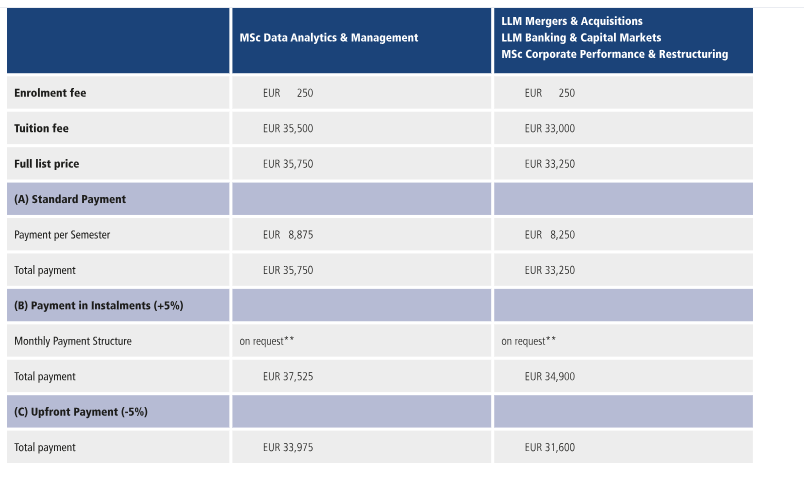 MSc Data Analytics & Management
LLM Mergers & Acquisitions
LLM Banking & Capital Markets
MSc Corporate Performance & Restructuring
Enrolment fee EUR 250 EUR 250
Tuition fee EUR 35,500 EUR 33,000
Full list price EUR 35,750 EUR 33,250
(A) Standard Payment
Payment per Semester EUR 8,875 EUR 8,250
Total payment EUR 35,750 EUR 33,250
(B) Payment in Instalments (+5%)
Monthly Payment Structure on request** on request**
Total payment EUR 37,525 EUR 34,900
(C) Upfront Payment (-5%)
Total payment EUR 33,975 EUR 31,600